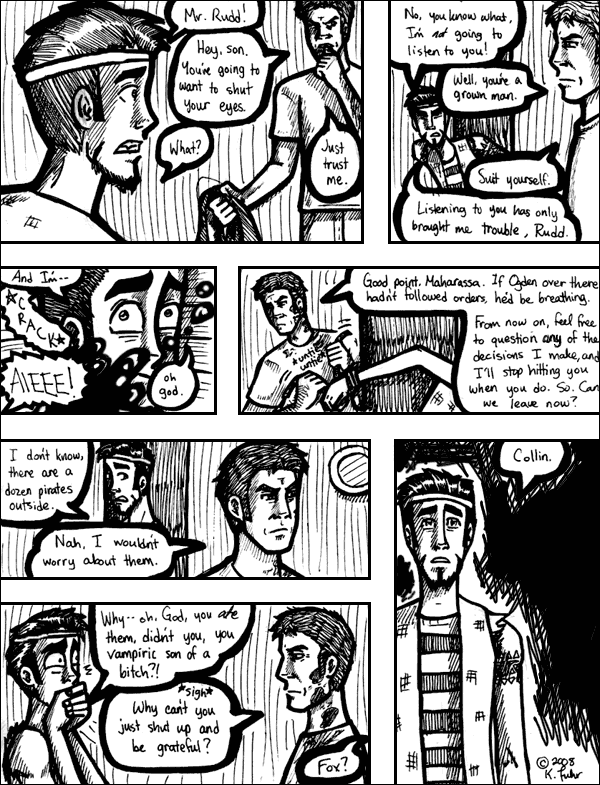 Mr. Rudd!
Hey, son.
You're going to
want to shut
your eyes.
What?
Just
trust
me.
No, you know what,
I'm not going to
listen to you!
Well, you're a
grown man.
Suit yourself.
Listening to you has only
brought me trouble, Rudd.
And I'm--
*C
RACK*
AIEEE!
oh
god.
*untie
untie*
Good point, Maharassa. If Ogden over there
hadn't followed orders, he'd be breathing.
From now on, feel free
to question any of the
decisions I make, and
I'll stop hitting you
when you do. So. Can
we leave now?
I don't know,
there are a
dozen pirates
outside.
Nah, I wouldn't
worry about them.
Collin.
Why-- oh, God, you ate
them, didn't you, you
vampiric son of a
bitch?!
*sigh*
Why can't you
just shut up and
be grateful?
Fox?
© 2008
K. Fuhr